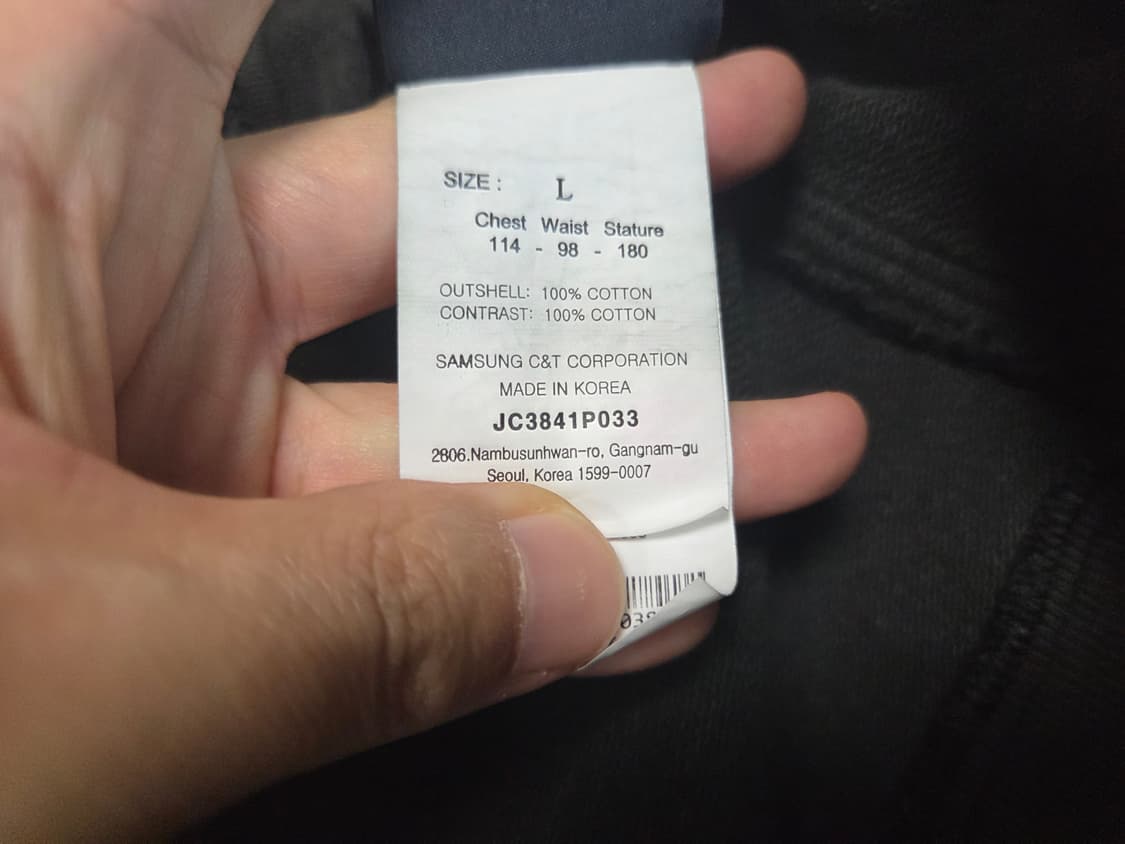 SIZE : L
Chest Waist Stature
114 - 98 - 180
OUTSHELL: 100% COTTON
CONTRAST: 100% COTTON
SAMSUNG C&T CORPORATION
MADE IN KOREA
JC3841P033
2806.Nambusunhwan-ro, Gangnam-gu
Seoul, Korea 1599-0007